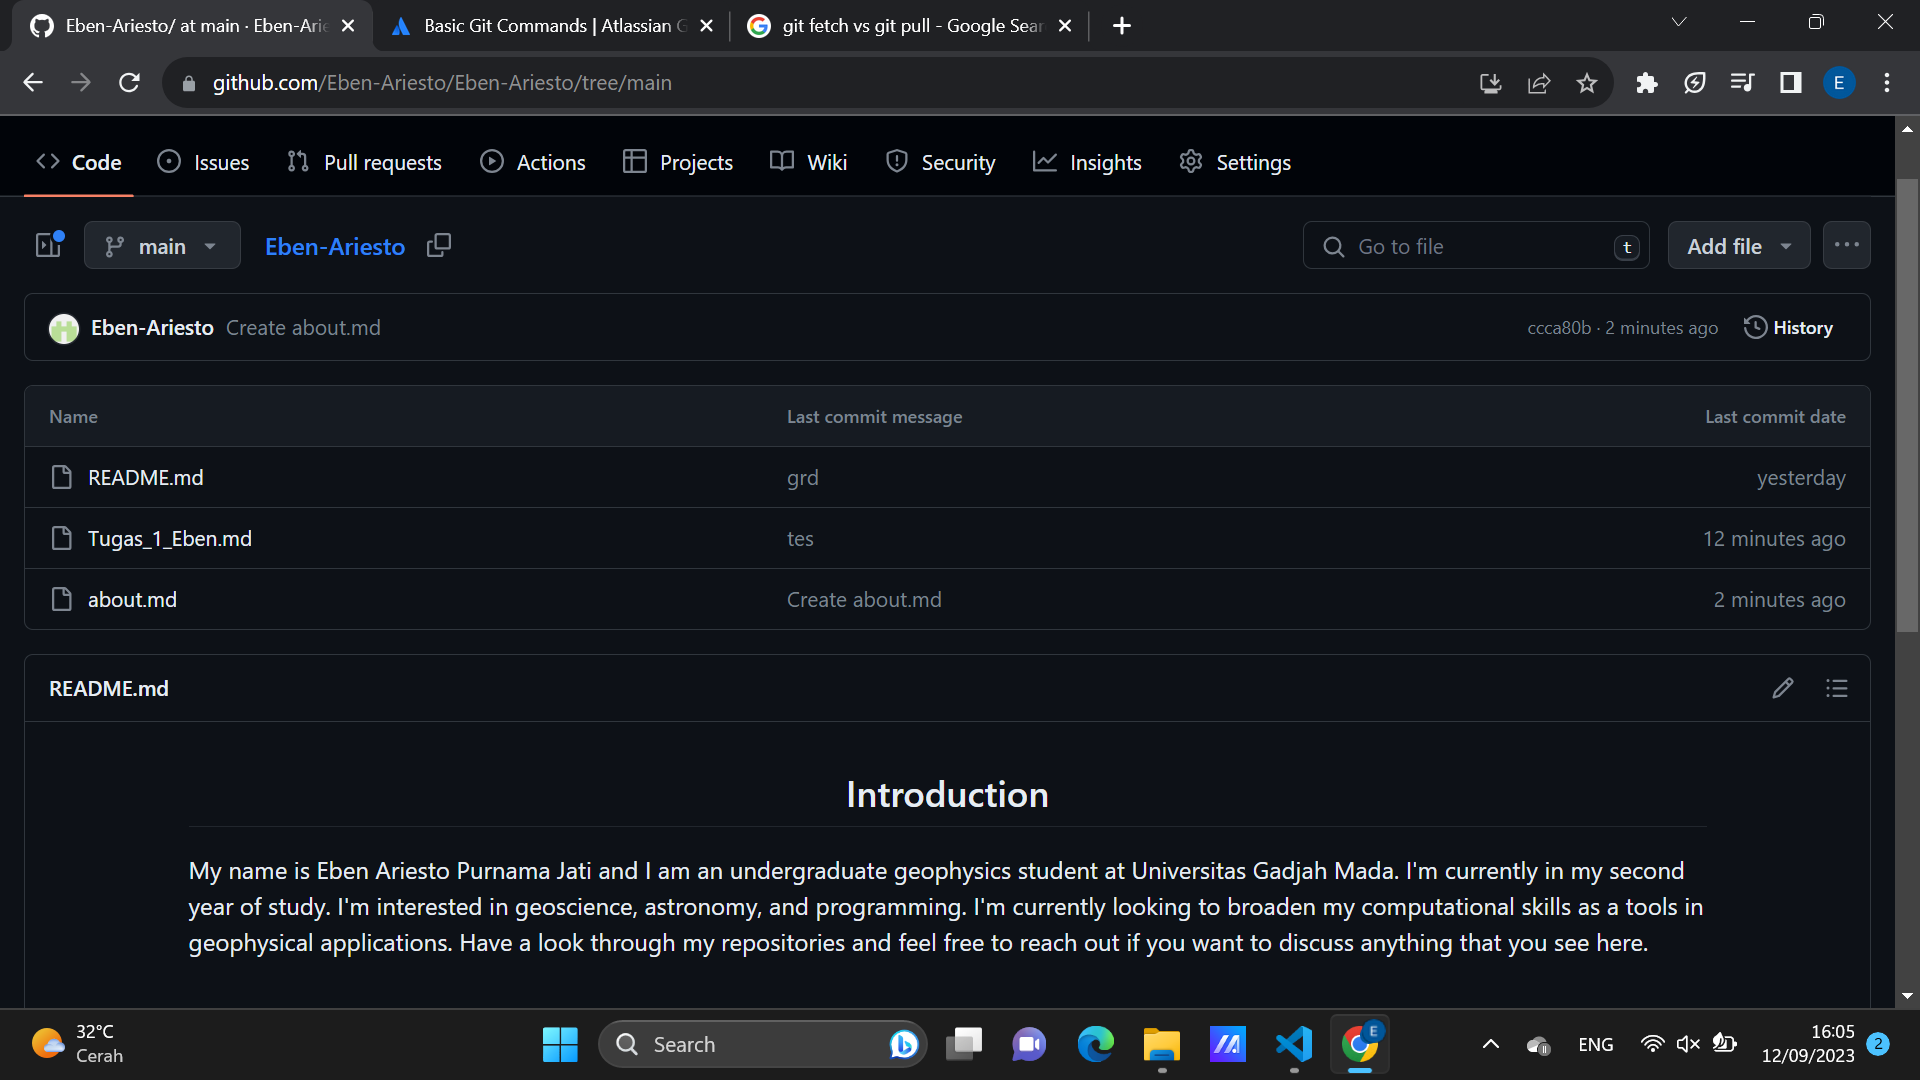 Eben-Ariesto/ at main · Eben-Arie
Basic Git Commands | Atlassian G
git fetch vs git pull - Google Sear
github.com/Eben-Ariesto/Eben-Ariesto/tree/main
E
Code Issues Pull requests Actions Projects Wiki Security Insights Settings
main Eben-Ariesto Go to file t Add file
Eben-Ariesto Create about.md ccca80b · 2 minutes ago History
Name Last commit message Last commit date
README.md grd yesterday
Tugas_1_Eben.md tes 12 minutes ago
about.md Create about.md 2 minutes ago
README.md
Introduction
My name is Eben Ariesto Purnama Jati and I am an undergraduate geophysics student at Universitas Gadjah Mada. I'm currently in my second
year of study. I'm interested in geoscience, astronomy, and programming. I'm currently looking to broaden my computational skills as a tools in
geophysical applications. Have a look through my repositories and feel free to reach out if you want to discuss anything that you see here.
32°C
Cerah
Search
E
ENG
16:05
12/09/2023
2